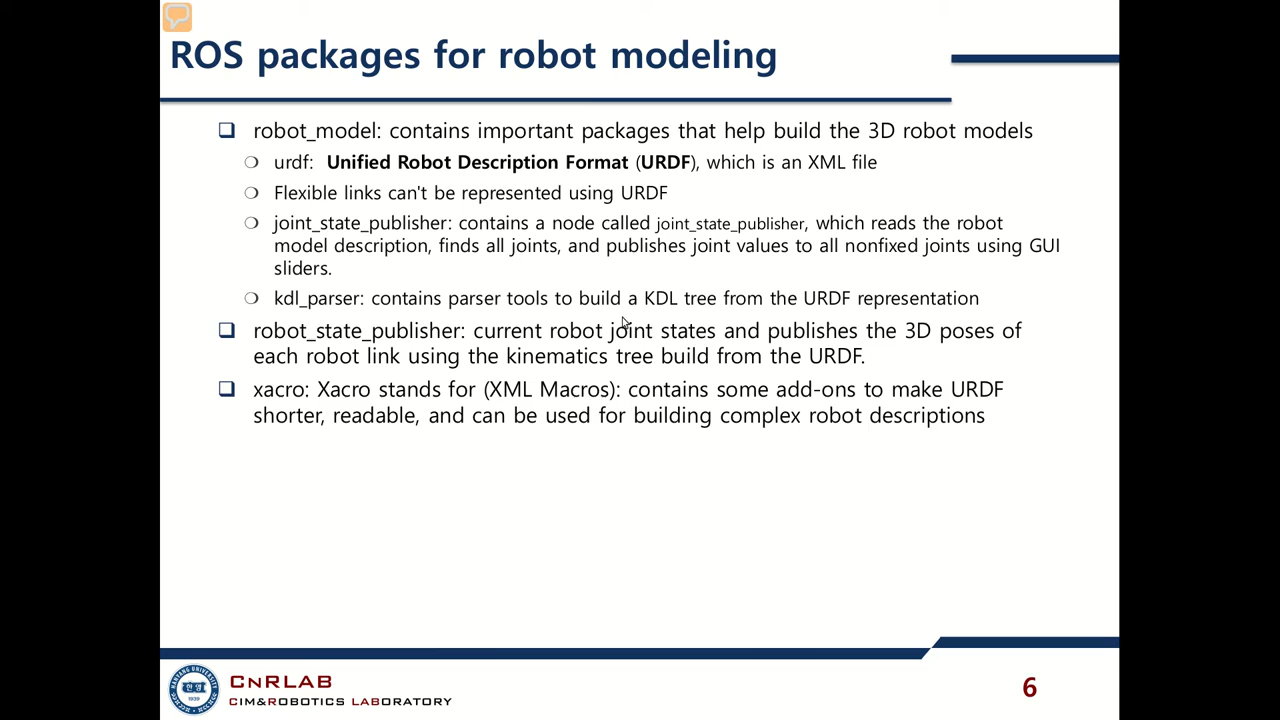 ROS packages for robot modeling
robot_model: contains important packages that help build the 3D robot models
urdf: Unified Robot Description Format (URDF), which is an XML file
Flexible links can't be represented using URDF
joint_state_publisher: contains a node called joint_state_publisher, which reads the robot
model description, finds all joints, and publishes joint values to all nonfixed joints using GUI
sliders.
kdl_parser: contains parser tools to build a KDL tree from the URDF representation
robot_state_publisher: current robot joint states and publishes the 3D poses of
each robot link using the kinematics tree build from the URDF.
xacro: Xacro stands for (XML Macros): contains some add-ons to make URDF
shorter, readable, and can be used for building complex robot descriptions
HANYANG UNIVERSITY
1939
CNRLAB
CIM&ROBOTICS LABORATORY
6